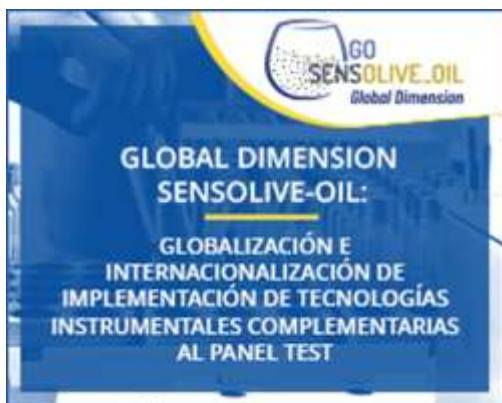 GO
SENSOLIVE_OIL
Global Dimension
GLOBAL DIMENSION
SENSOLIVE-OIL:
GLOBALIZACIÓN E
INTERNACIONALIZACIÓN DE
IMPLEMENTACIÓN DE TECNOLOGÍAS
INSTRUMENTALES COMPLEMENTARIAS
AL PANEL TEST